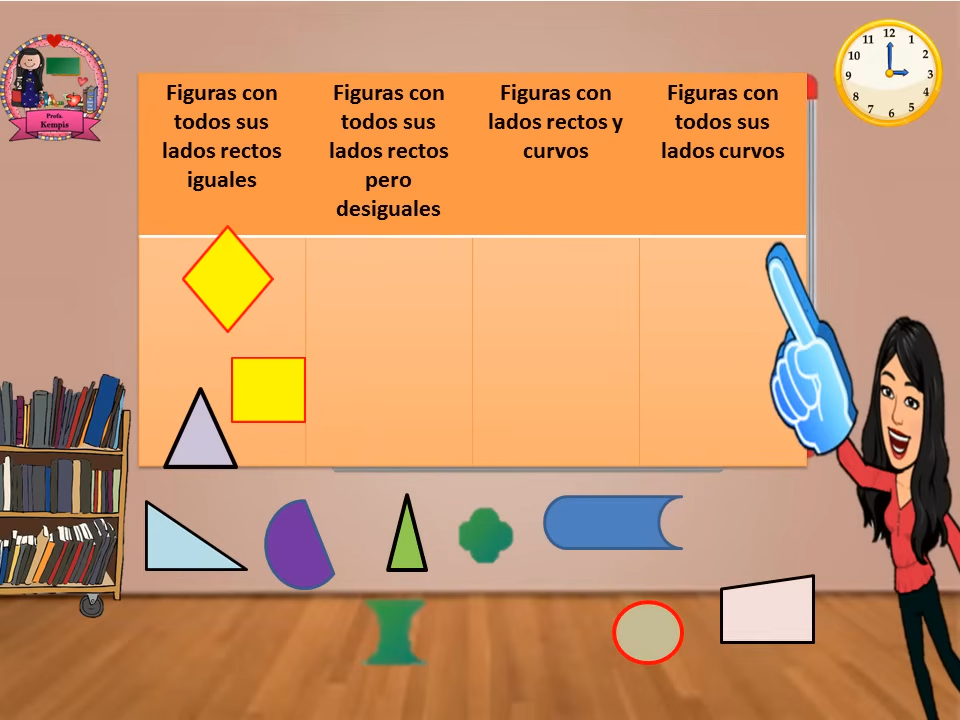 Profa.
Kempis
Figuras con
todos sus
lados rectos
iguales
Figuras con
todos sus
lados rectos
pero
desiguales
Figuras con
lados rectos y
curvos
Figuras con
todos sus
lados curvos
12
1
2
3
4
5
6
7
8
9
10
11